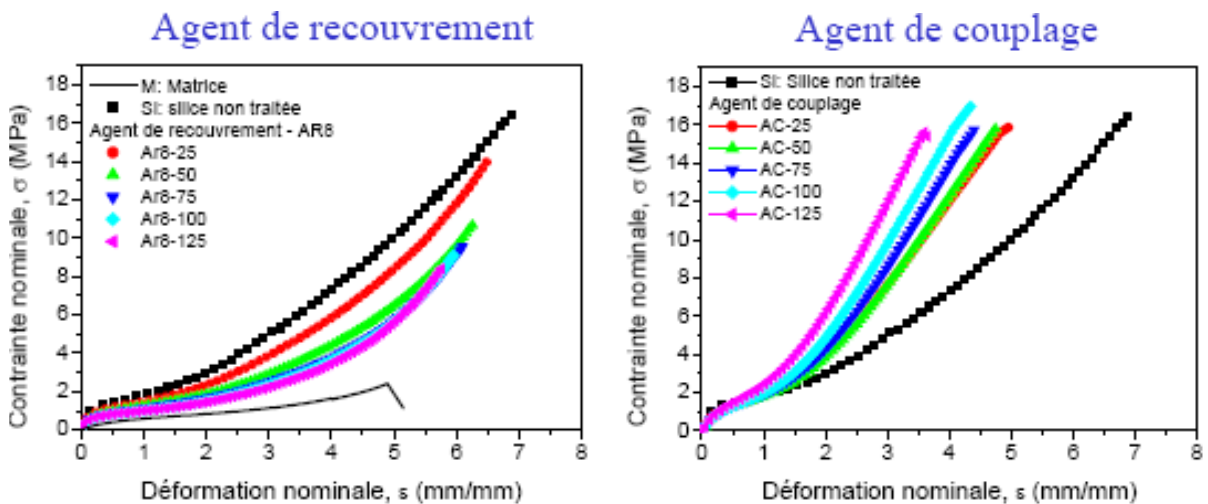 Agent de recouvrement
18
16
14
12
10
8
6
4
2
0
Contrainte nominale, σ (MPa)
M: Matrice
SI: silice non traitée
Agent de recouvrement - AR8
Ar8-25
Ar8-50
Ar8-75
Ar8-100
Ar8-125
0 1 2 3 4 5 6 7 8
Déformation nominale, ε (mm/mm)
Agent de couplage
18
16
14
12
10
8
6
4
2
0
Contrainte nominale, σ (MPa)
SI: Silice non traitée
Agent de couplage
AC-25
AC-50
AC-75
AC-100
AC-125
0 1 2 3 4 5 6 7 8
Déformation nominale, ε (mm/mm)